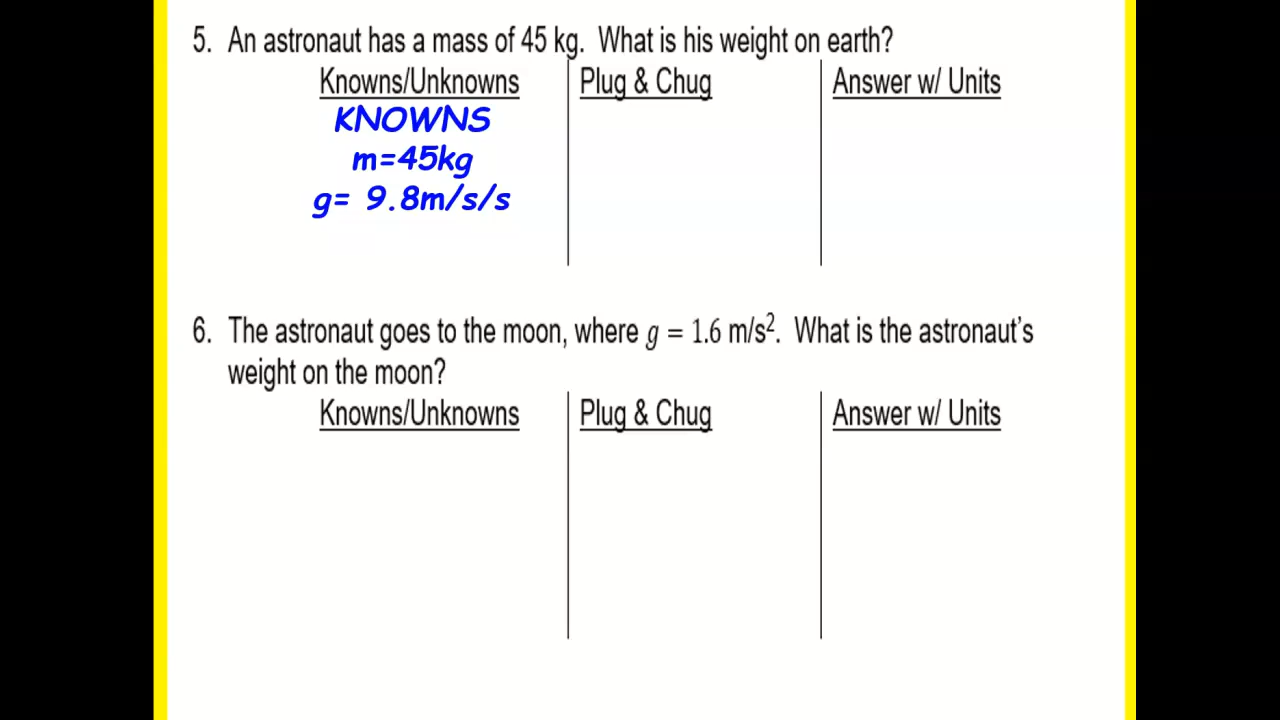 5. An astronaut has a mass of 45 kg. What is his weight on earth?
Knowns/Unknowns Plug & Chug Answer w/ Units
KNOWNS
m=45kg
g= 9.8m/s/s
6. The astronaut goes to the moon, where g = 1.6 m/s². What is the astronaut's
weight on the moon?
Knowns/Unknowns Plug & Chug Answer w/ Units